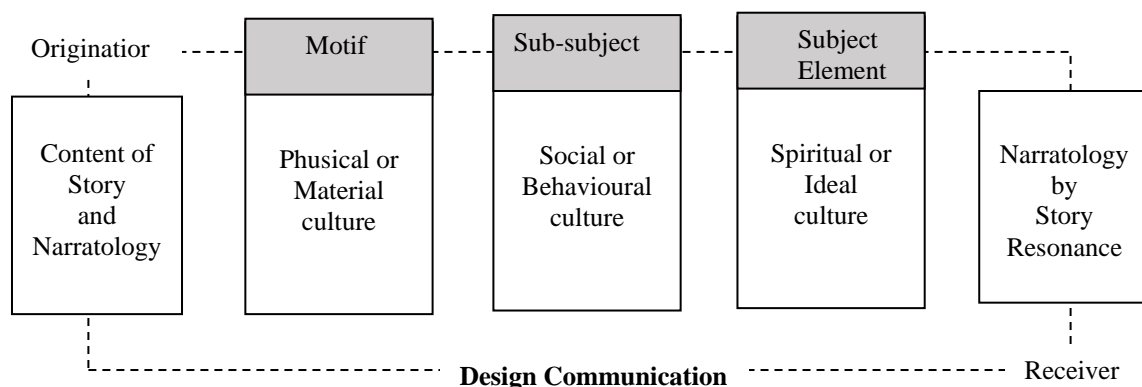 Originatior
Motif
Sub-subject
Subject
Element
Content of
Story
and
Narratology
Phusical or
Material
culture
Social or
Behavioural
culture
Spiritual or
Ideal
culture
Narratology
by
Story
Resonance
Design Communication
Receiver